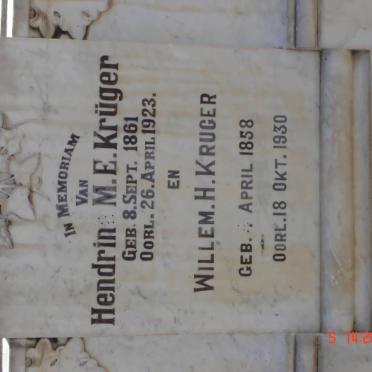 IN MEMORIAM
VAN
M. E. Krüger
GEB. 8. SEPT. 1861
OORL. 26. APRIL 1923.
EN
WILLEM. H. KRUGER
GEB. APRIL 1858
OORL. 18 OKT. 1930